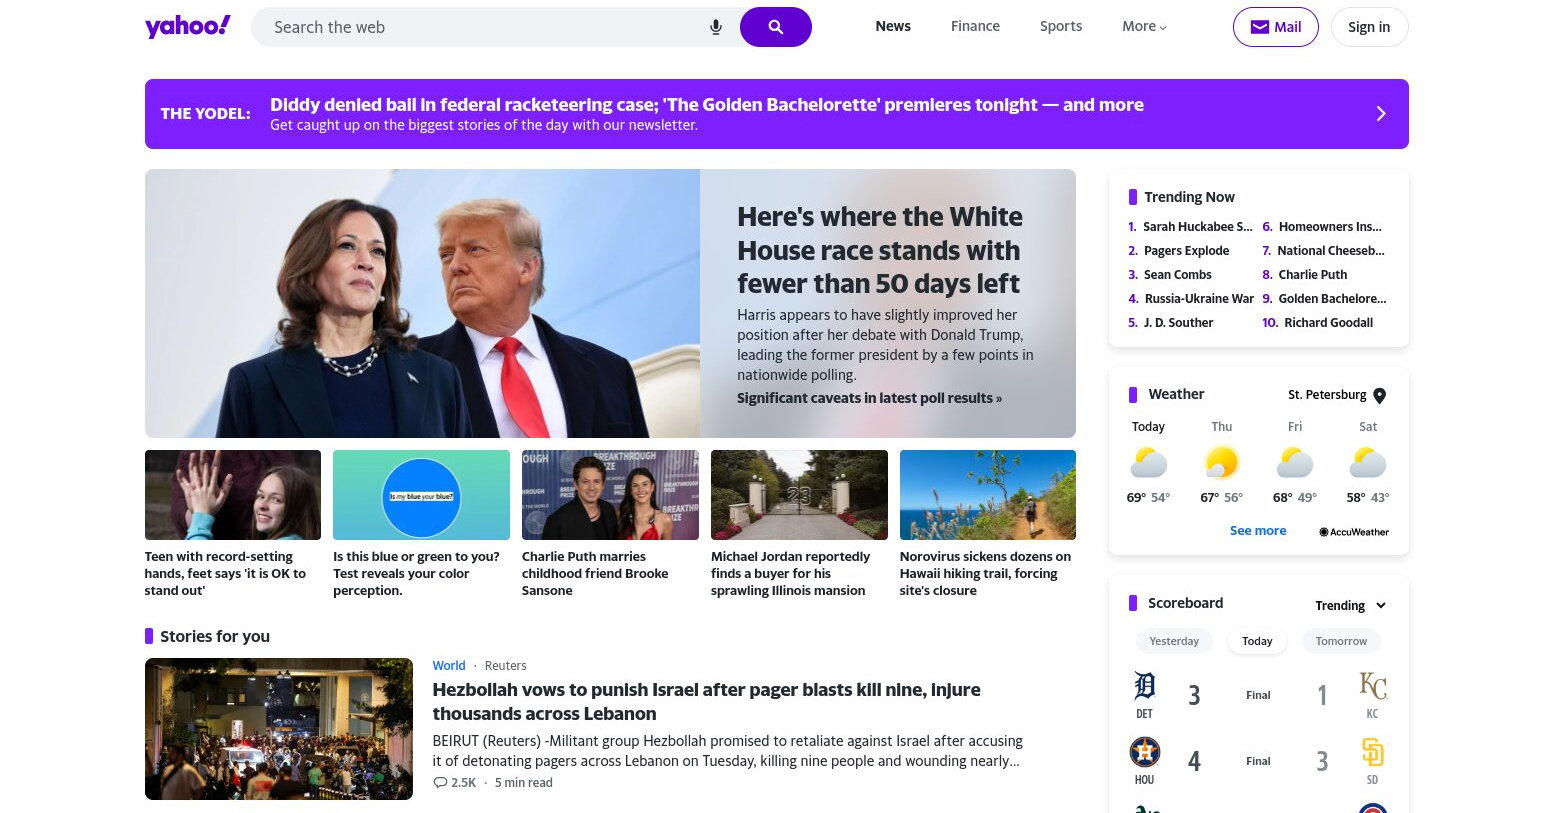 yahoo!
Search the web
News
Finance
Sports
More
Mail
Sign in
THE YODEL:
Diddy denied bail in federal racketeering case; 'The Golden Bachelorette' premieres tonight — and more
Get caught up on the biggest stories of the day with our newsletter.
Here's where the White
House race stands with
fewer than 50 days left
Harris appears to have slightly improved her
position after her debate with Donald Trump,
leading the former president by a few points in
nationwide polling.
Significant caveats in latest poll results »
Is my blue your blue?
23
Teen with record-setting
hands, feet says 'it is OK to
stand out'
Is this blue or green to you?
Test reveals your color
perception.
Charlie Puth marries
childhood friend Brooke
Sansone
Michael Jordan reportedly
finds a buyer for his
sprawling Illinois mansion
Norovirus sickens dozens on
Hawaii hiking trail, forcing
site's closure
Stories for you
World · Reuters
Hezbollah vows to punish Israel after pager blasts kill nine, injure
thousands across Lebanon
BEIRUT (Reuters) -Militant group Hezbollah promised to retaliate against Israel after accusing
it of detonating pagers across Lebanon on Tuesday, killing nine people and wounding nearly...
2.5K · 5 min read
Trending Now
1. Sarah Huckabee S...
2. Pagers Explode
3. Sean Combs
4. Russia-Ukraine War
5. J. D. Souther
6. Homeowners Ins...
7. National Cheeseb...
8. Charlie Puth
9. Golden Bachelore...
10. Richard Goodall
Weather
St. Petersburg
Today
Thu
Fri
Sat
69° 54°
67° 56°
68° 49°
58° 43°
See more
AccuWeather
Scoreboard
Trending
Yesterday
Today
Tomorrow
DET
3
Final
1
KC
HOU
4
Final
3
SD